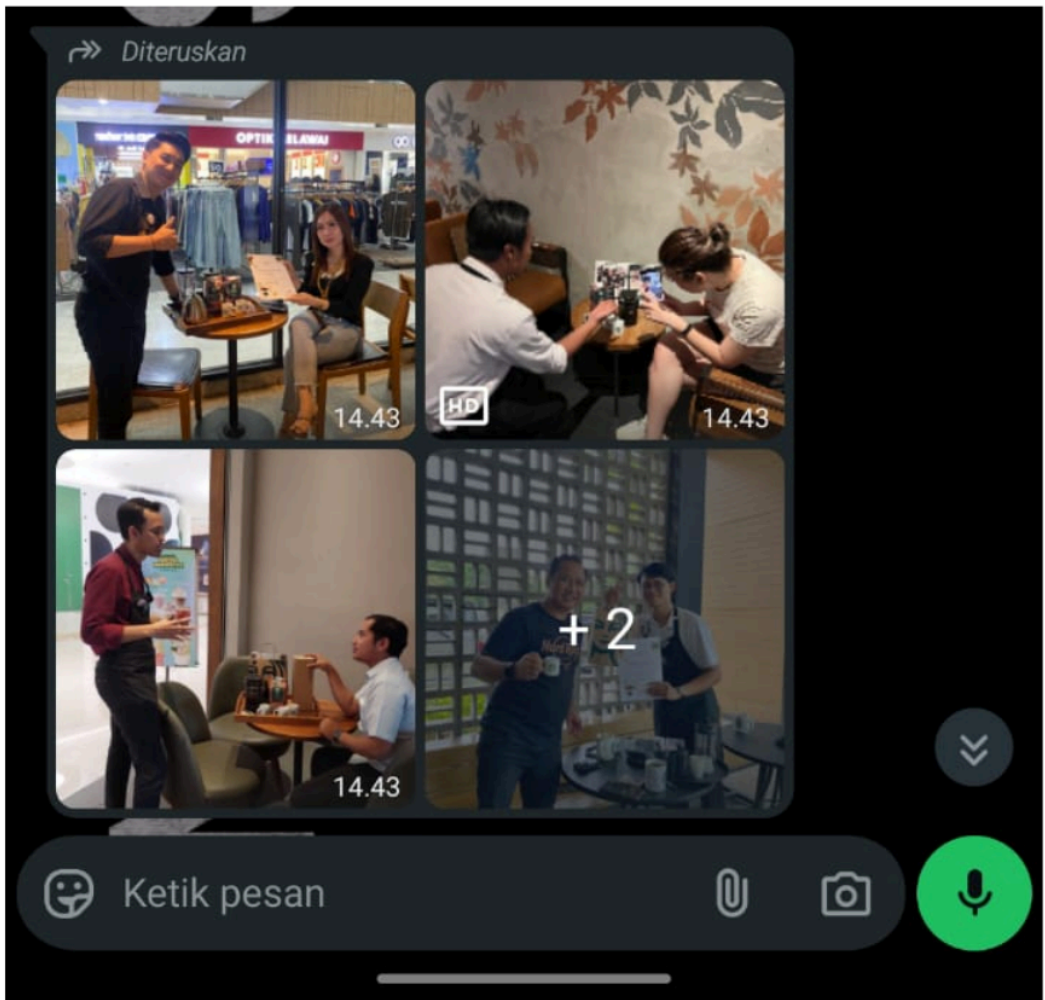 Diteruskan
OPTIK MELAWAI
HD
14.43
14.43
14.43
+ 2
Ketik pesan